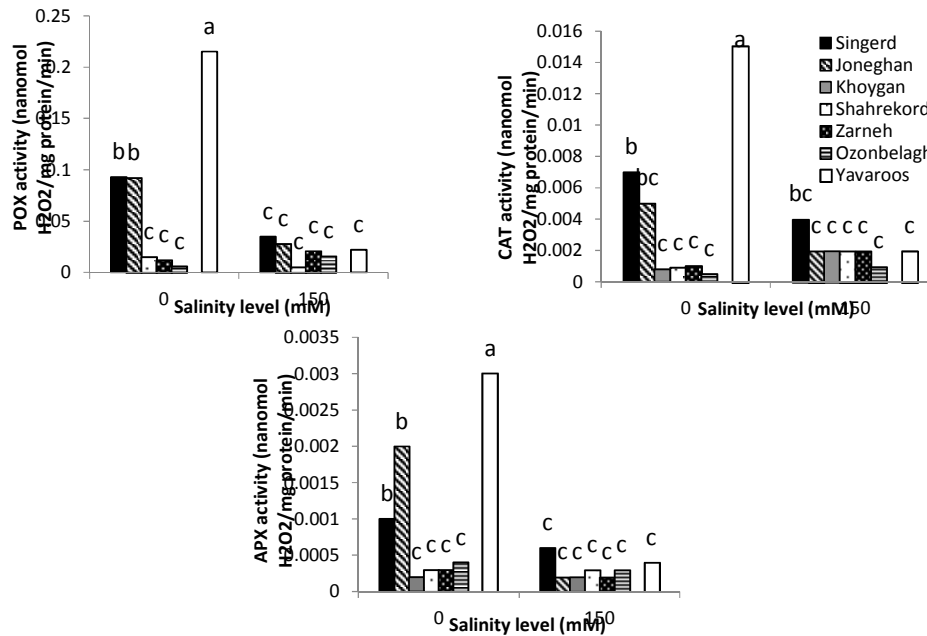 POX activity (nanomol
H2O2/mg protein/min)
0.25
0.2
0.15
0.1
0.05
0
a
b b
c c c
c c c c c c
0
150
Salinity level (mM)
CAT activity (nanomol
H2O2/mg protein/min)
0.016
0.014
0.012
0.01
0.008
0.006
0.004
0.002
0
a
b
bc
c c c c
bc
c c c c c c
0
150
Salinity level (mM)
Singerd
Joneghan
Khoygan
Shahrekord
Zarneh
Ozonbelagh
Yavaroos
APX activity (nanomol
H2O2/mg protein/min)
0.0035
0.003
0.0025
0.002
0.0015
0.001
0.0005
0
a
b
b
c c c c
c
c c c c c c
0
150
Salinity level (mM)